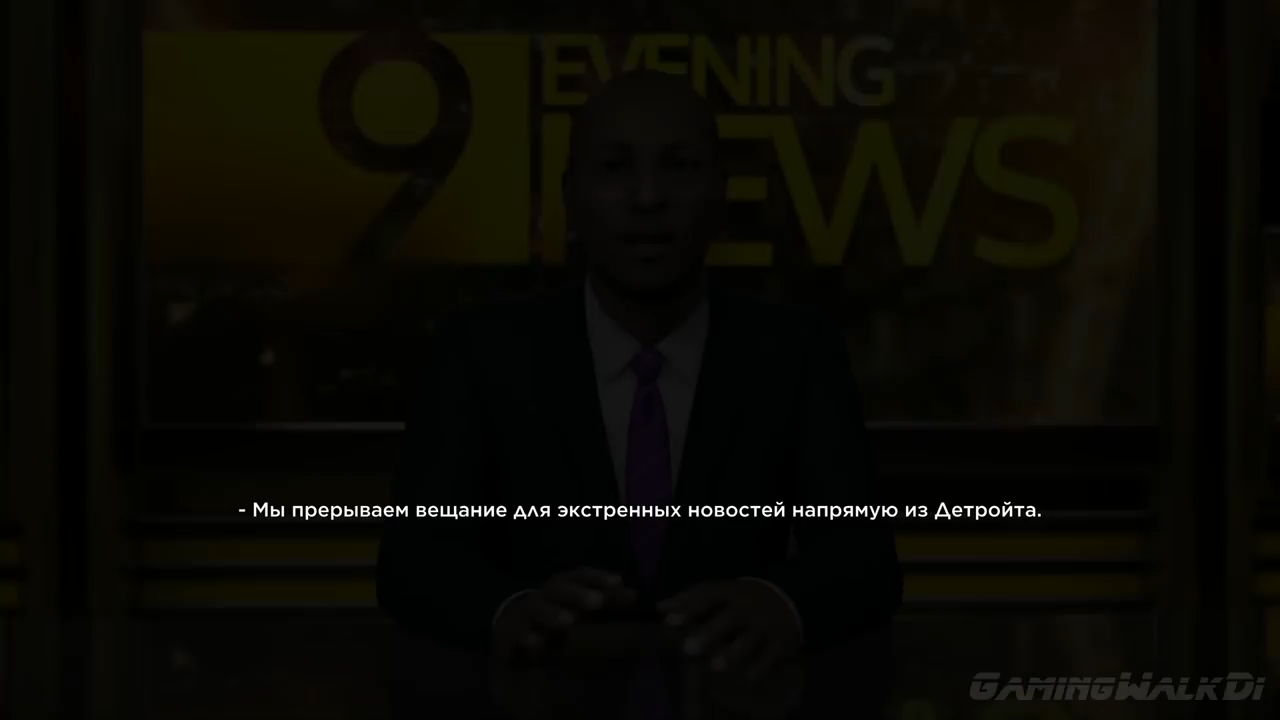 9 EVENING
NEWS
- Мы прерываем вещание для экстренных новостей напрямую из Детройта.
GamingWalkDi